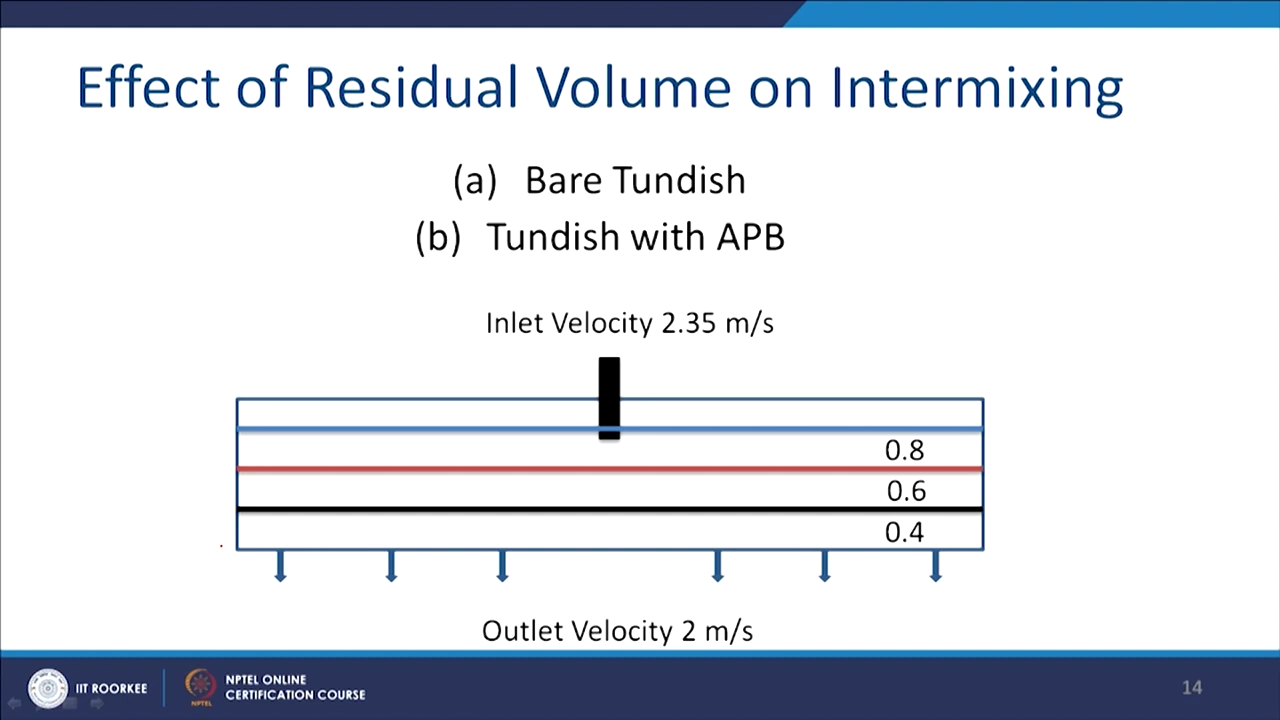 Effect of Residual Volume on Intermixing
(a) Bare Tundish
(b) Tundish with APB
Inlet Velocity 2.35 m/s
0.8
0.6
0.4
Outlet Velocity 2 m/s
IIT ROORKEE
NPTEL
NPTEL ONLINE
CERTIFICATION COURSE
14